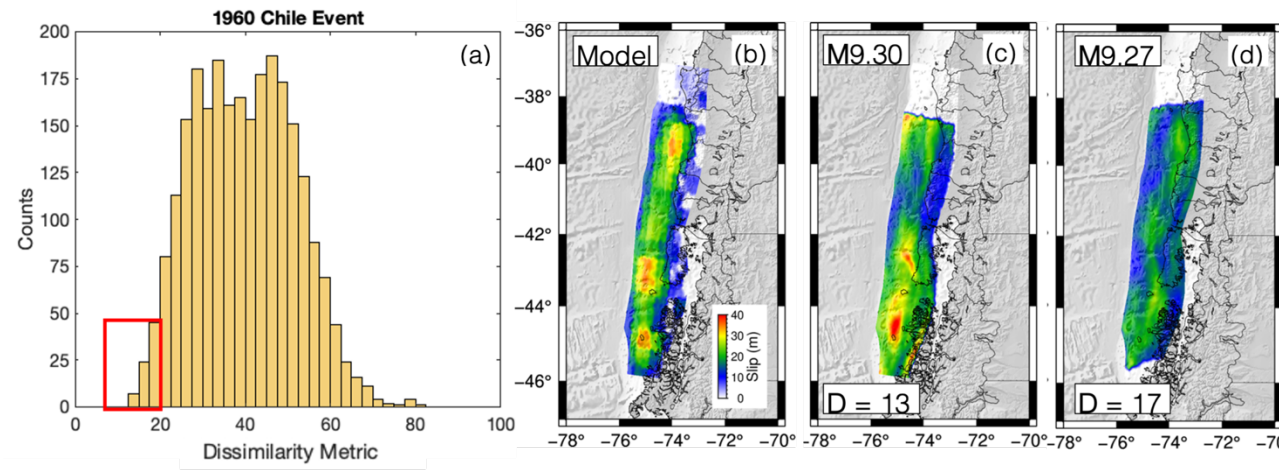 1960 Chile Event
(a)
200
175
150
125
100
75
50
25
0
Counts
0 20 40 60 80 100
Dissimilarity Metric
Model
(b)
−36°
−38°
−40°
−42°
−44°
−46°
−78° −76° −74° −72° −70°
40
30
20
10
0
Slip (m)
M9.30
(c)
D = 13
−78° −76° −74° −72° −70°
M9.27
(d)
D = 17
−78° −76° −74° −72°